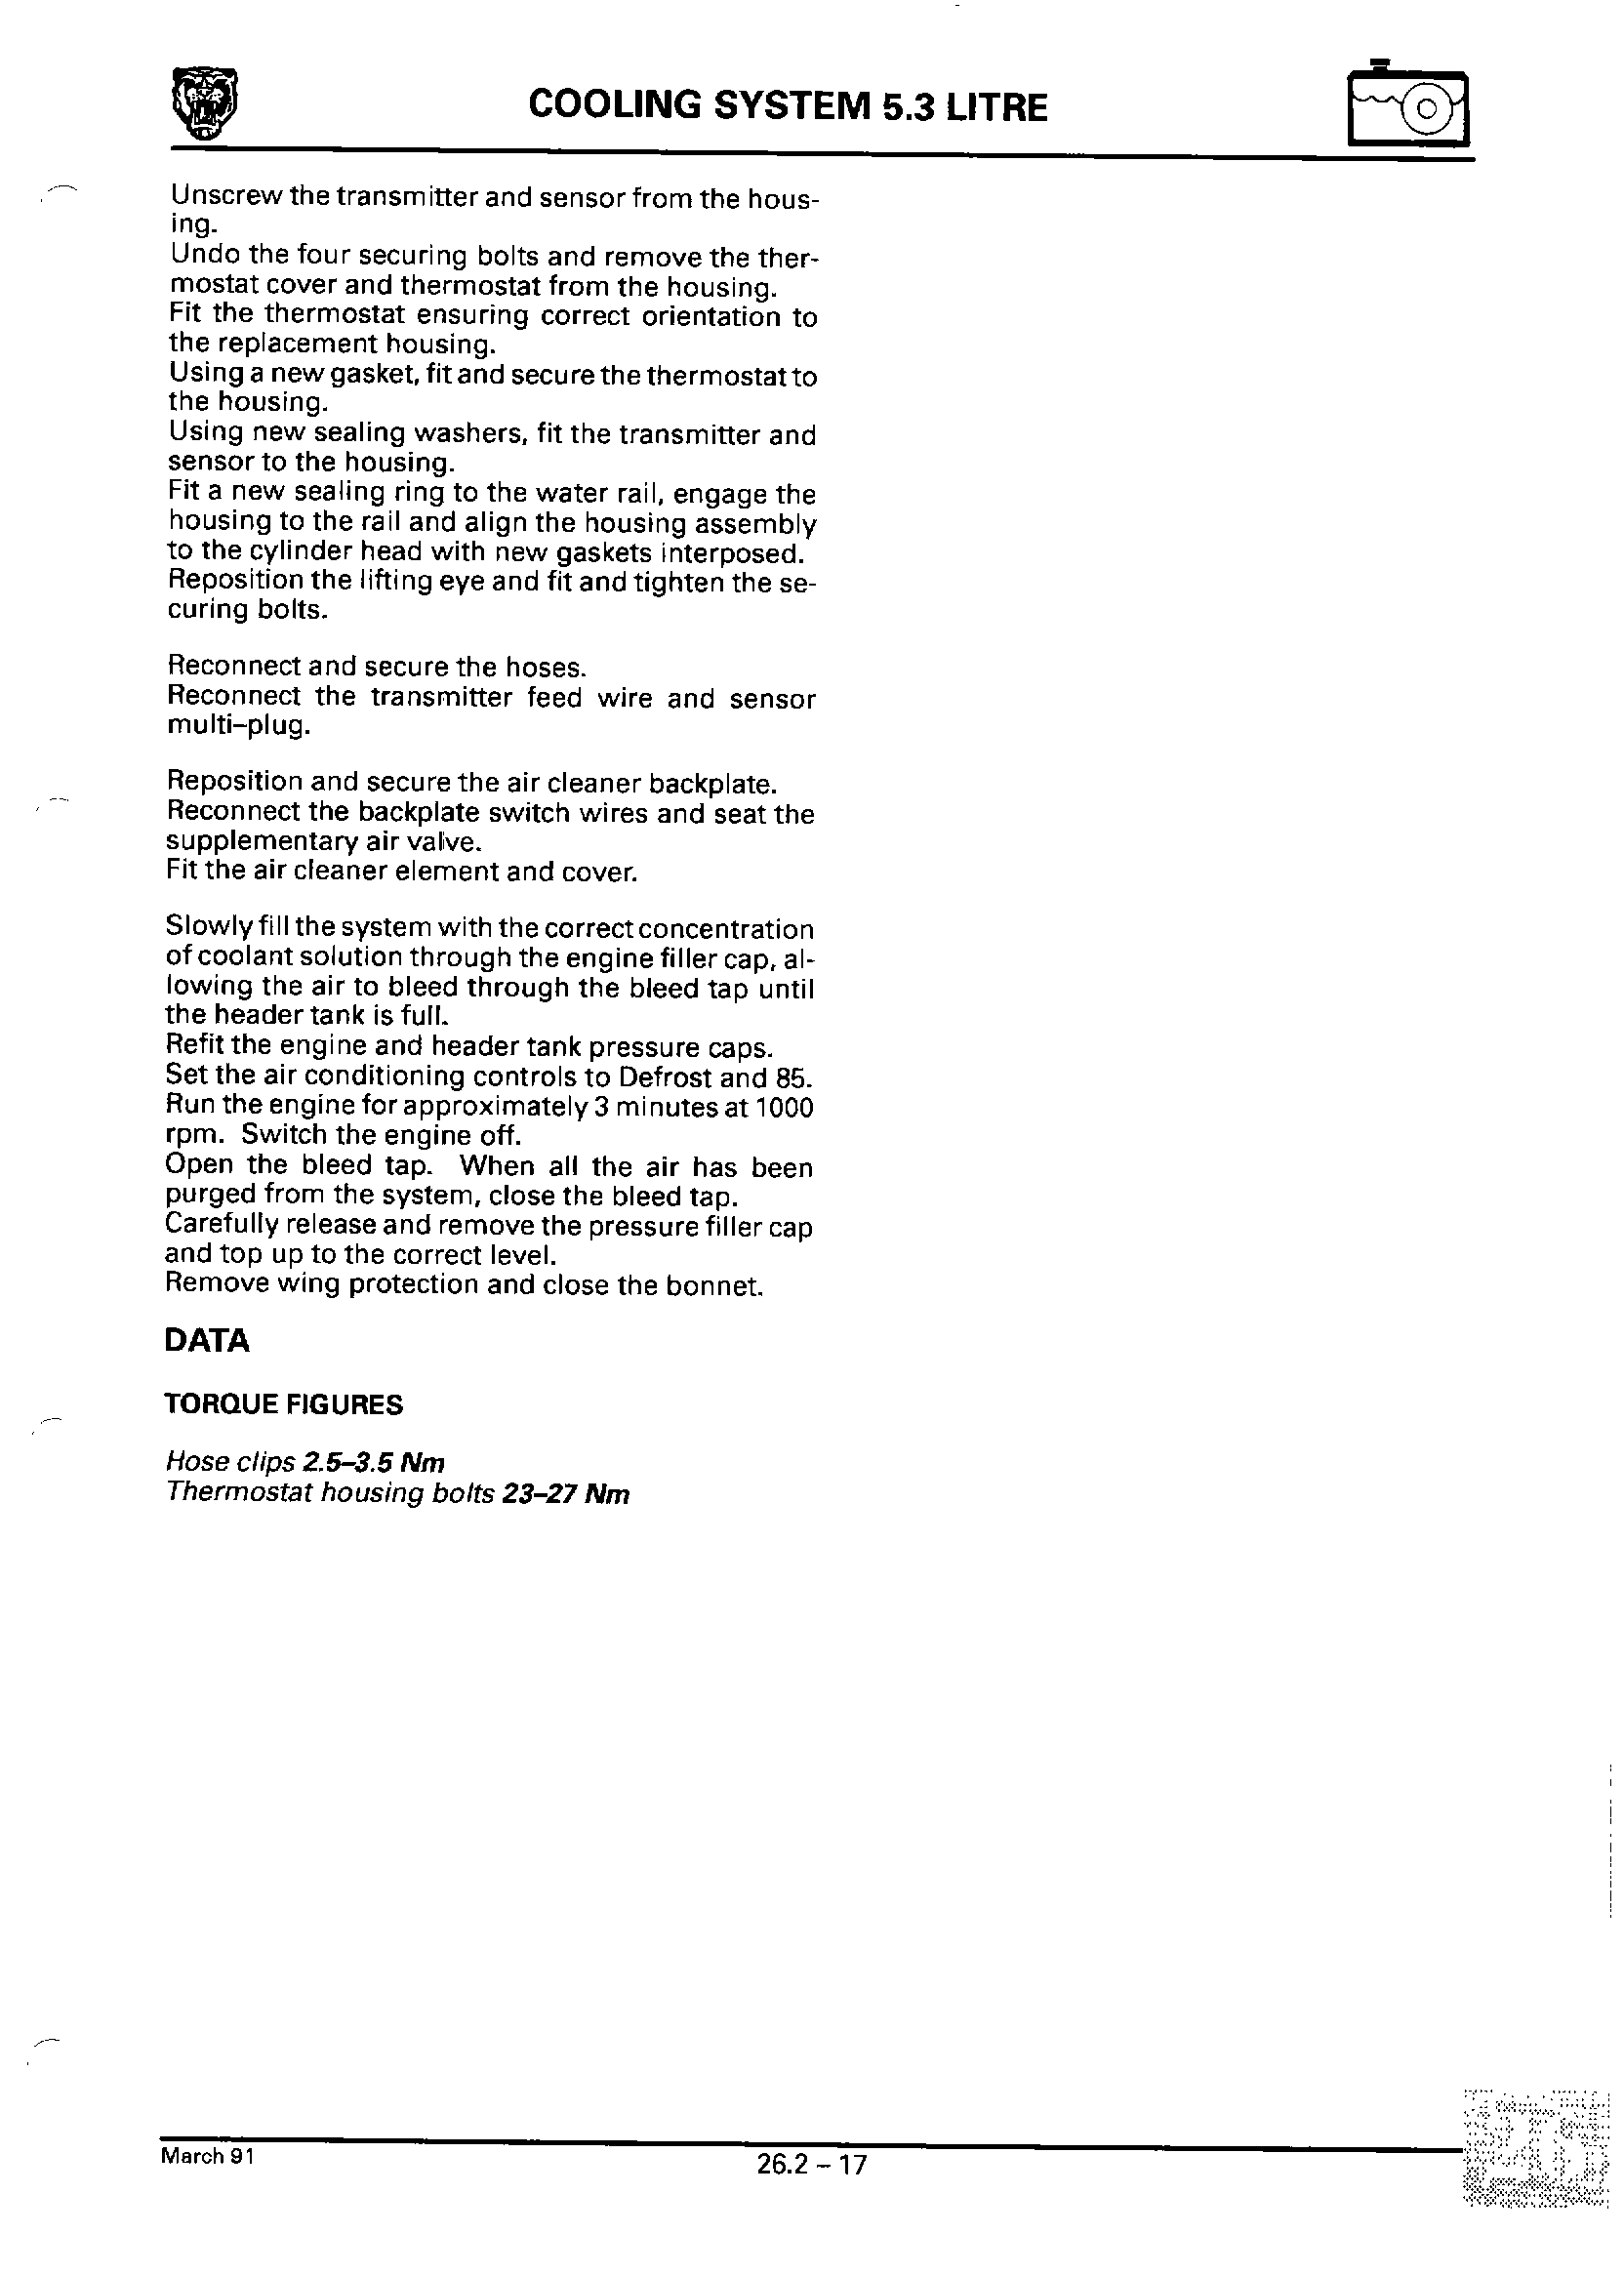 COOLING SYSTEM 5.3 LITRE
Unscrew the transmitter and sensor from the hous-
ing.
Undo the four securing bolts and remove the ther-
mostat cover and thermostat from the housing.
Fit the thermostat ensuring correct orientation to
the replacement housing.
Using a new gasket, fit and secure the thermostat to
the housing.
Using new sealing washers, fit the transmitter and
sensor to the housing.
Fit a new sealing ring to the water rail, engage the
housing to the rail and align the housing assembly
to the cylinder head with new gaskets interposed.
Reposition the lifting eye and fit and tighten the se-
curing bolts.
Reconnect and secure the hoses.
Reconnect the transmitter feed wire and sensor
multi–plug.
Reposition and secure the air cleaner backplate.
Reconnect the backplate switch wires and seat the
supplementary air valve.
Fit the air cleaner element and cover.
Slowly fill the system with the correct concentration
of coolant solution through the engine filler cap, al-
lowing the air to bleed through the bleed tap until
the header tank is full.
Refit the engine and header tank pressure caps.
Set the air conditioning controls to Defrost and 85.
Run the engine for approximately 3 minutes at 1000
rpm. Switch the engine off.
Open the bleed tap. When all the air has been
purged from the system, close the bleed tap.
Carefully release and remove the pressure filler cap
and top up to the correct level.
Remove wing protection and close the bonnet.
DATA
TORQUE FIGURES
Hose clips 2.5–3.5 Nm
Thermostat housing bolts 23–27 Nm
March 91
26.2 – 17